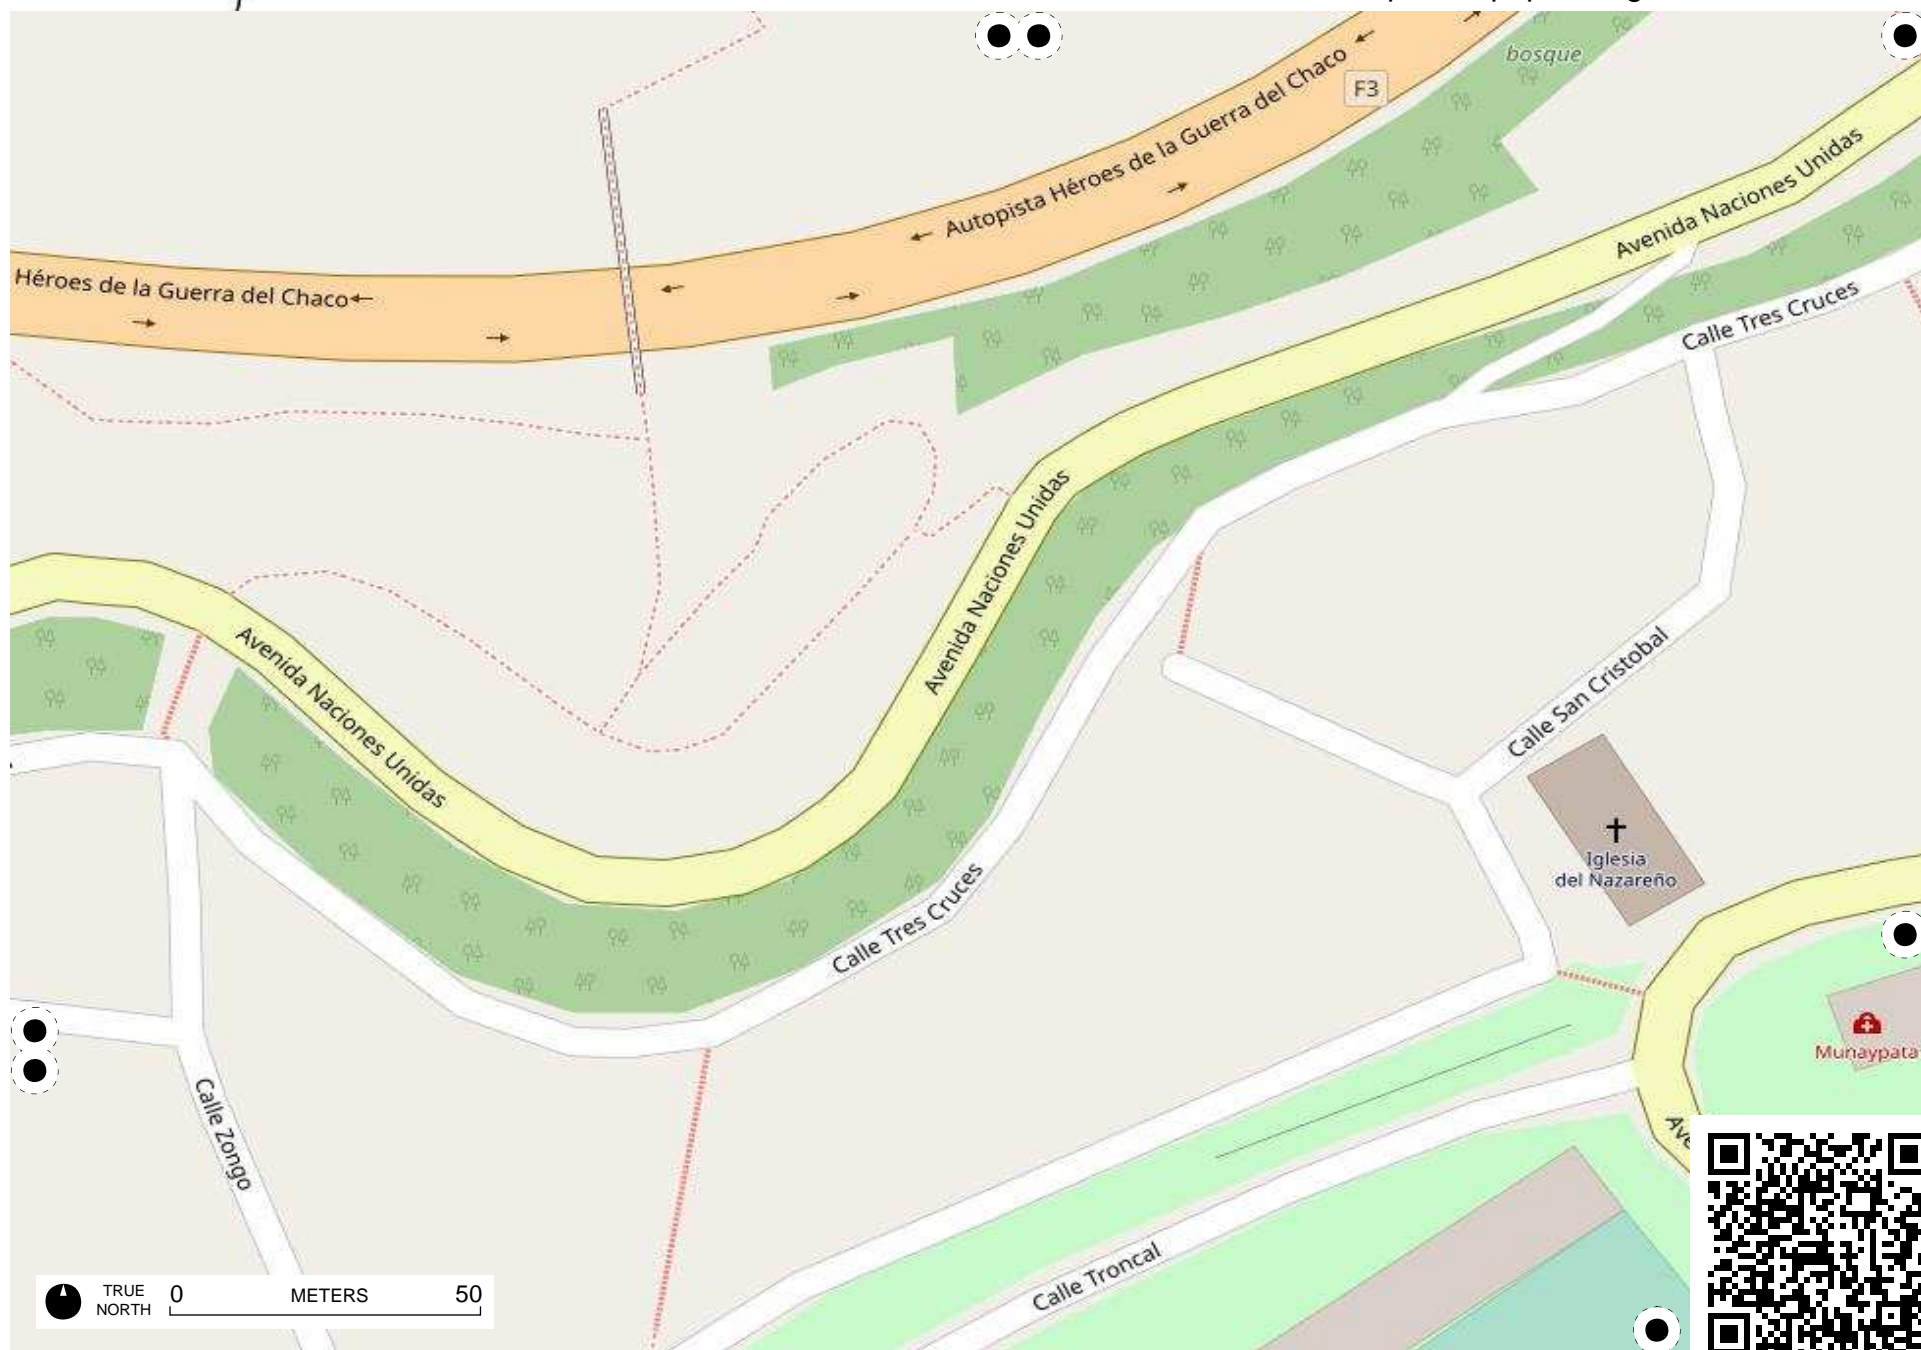 bosque
Autopista Héroes de la Guerra del Chaco
F3
Avenida Naciones Unidas
Héroes de la Guerra del Chaco
Calle Tres Cruces
Avenida Naciones Unidas
Avenida Naciones Unidas
Calle San Cristobal
Iglesia
del Nazareño
Calle Tres Cruces
Munaypata
Calle Zongo
Ave
Calle Troncal
TRUE
NORTH
0 METERS 50